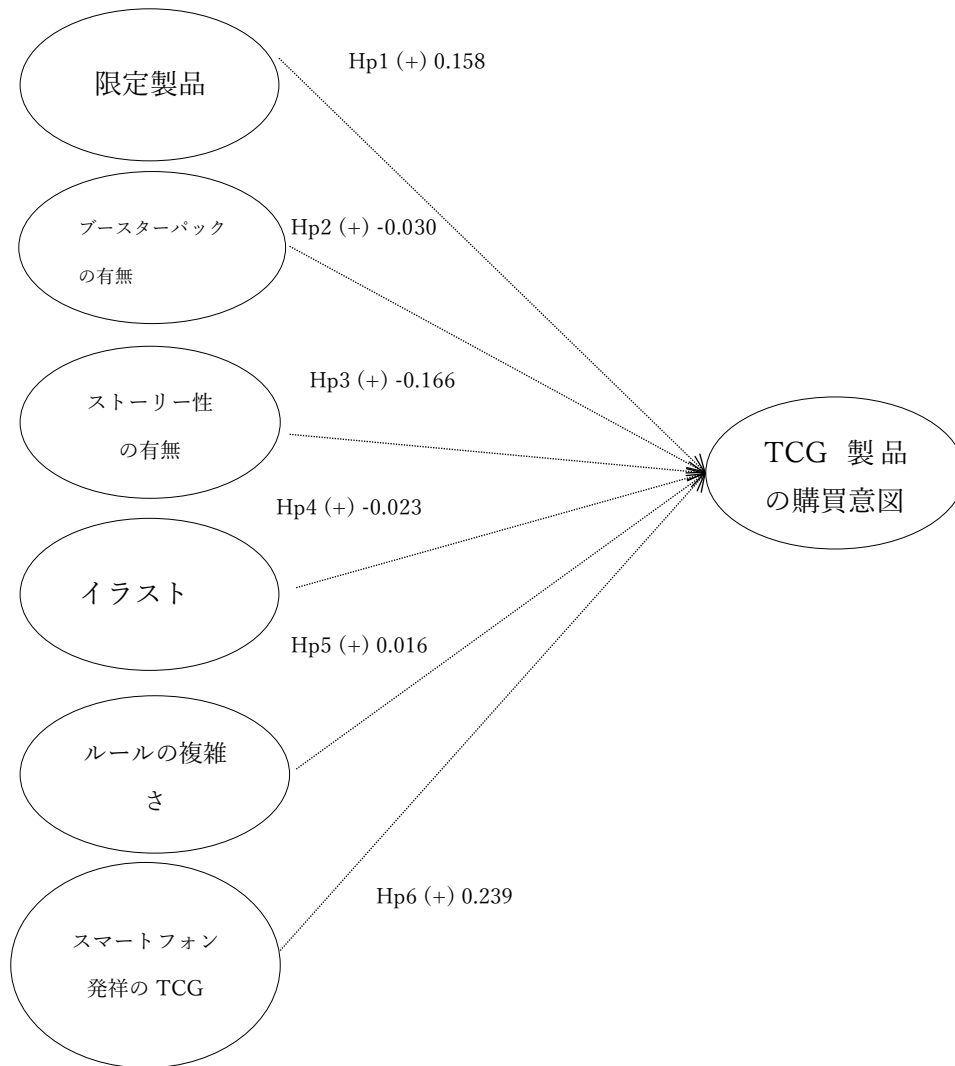 限定製品
Hp1 (+) 0.158
ブースターパック
の有無
Hp2 (+) -0.030
ストーリー性
の有無
Hp3 (+) -0.166
イラスト
Hp4 (+) -0.023
ルールの複雑
さ
Hp5 (+) 0.016
スマートフォン
発祥の TCG
Hp6 (+) 0.239
TCG 製品
の購買意図